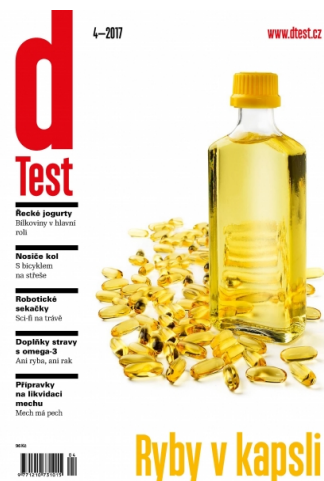 d
Test
4–2017
www.dtest.cz
Řecké jogurty
Bílkoviny v hlavní
roli
Nosiče kol
S bicyklem
na střeše
Robotické
sekačky
Sci-fi na trávě
Doplňky stravy
s omega-3
Ani ryba, ani rak
Přípravky
na likvidaci
mechu
Mech má pech
04
9771210731015
Ryby v kapsli